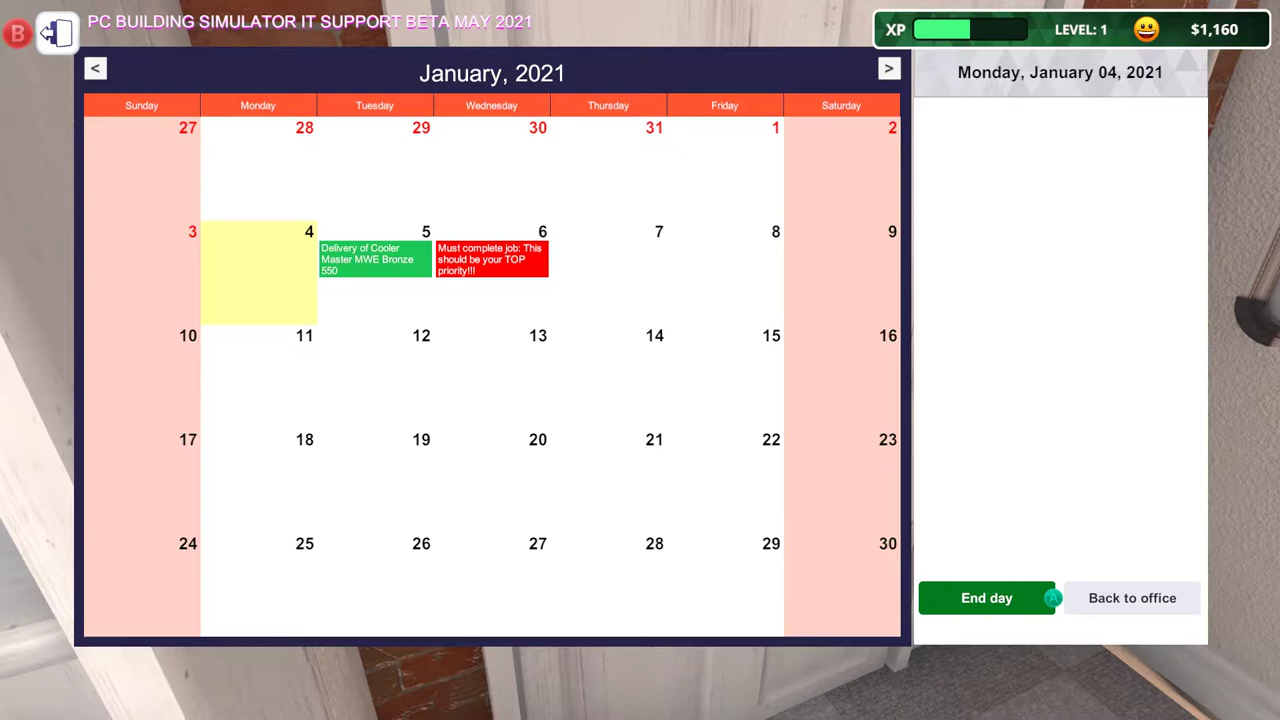 B
PC BUILDING SIMULATOR IT SUPPORT BETA MAY 2021
XP
LEVEL: 1
$1,160
<
January, 2021
>
Monday, January 04, 2021
Sunday Monday Tuesday Wednesday Thursday Friday Saturday
27 28 29 30 31 1 2
3 4 5 6 7 8 9
Delivery of Cooler
Master MWE Bronze
550
Must complete job: This
should be your TOP
priority!!!
10 11 12 13 14 15 16
17 18 19 20 21 22 23
24 25 26 27 28 29 30
End day
A
Back to office